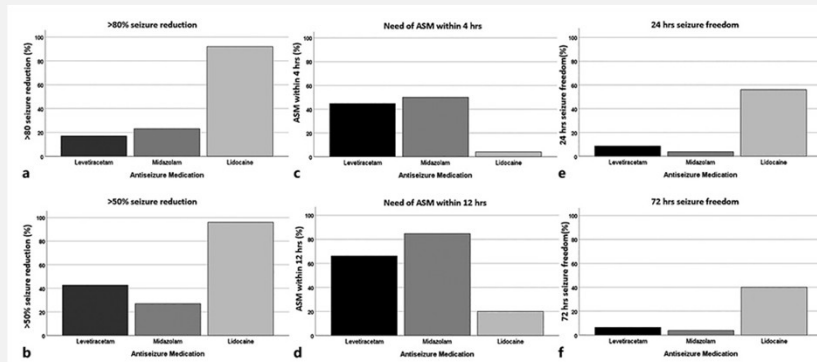 >80% seizure reduction
>80 seizure reduction (%)
100
80
60
40
20
0
Levetiracetam Midazolam Lidocaine
Antiseizure Medication
a
Need of ASM within 4 hrs
ASM within 4 hrs (%)
100
80
60
40
20
0
Levetiracetam Midazolam Lidocaine
Antiseizure Medication
c
24 hrs seizure freedom
24 hrs seizure freedom(%)
100
80
60
40
20
0
Levetiracetam Midazolam Lidocaine
Antiseizure Medication
e
>50% seizure reduction
>50% seizure reduction (%)
100
80
60
40
20
0
Levetiracetam Midazolam Lidocaine
Antiseizure Medication
b
Need of ASM within 12 hrs
ASM within 12 hrs (%)
100
80
60
40
20
0
Levetiracetam Midazolam Lidocaine
Antiseizure Medication
d
72 hrs seizure freedom
72 hrs seizure freedom(%)
100
80
60
40
20
0
Levetiracetam Midazolam Lidocaine
Antiseizure Medication
f